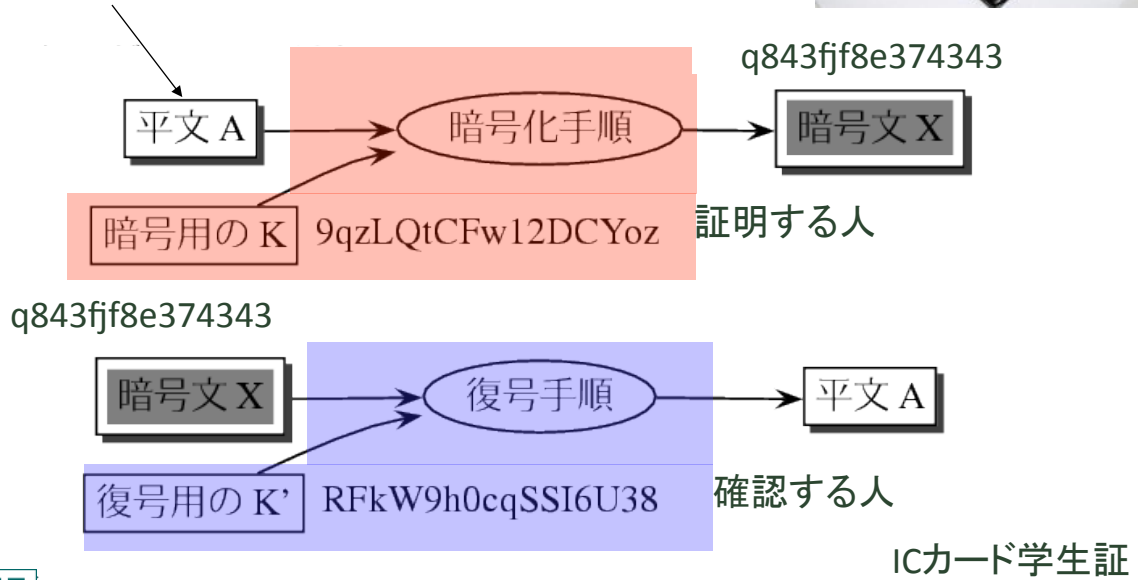 q843fjf8e374343
平文 A
暗号化手順
暗号文 X
暗号用の K 9qzLQtCFw12DCYoz 証明する人
q843fjf8e374343
暗号文 X
復号手順
平文 A
復号用の K' RFkW9h0cqSSI6U38 確認する人
ICカード学生証